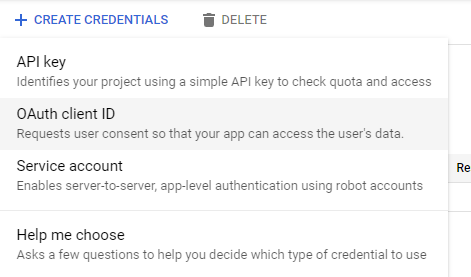 + CREATE CREDENTIALS DELETE
API key
Identifies your project using a simple API key to check quota and access
OAuth client ID
Requests user consent so that your app can access the user's data.
Re
Service account
Enables server-to-server, app-level authentication using robot accounts
Help me choose
Asks a few questions to help you decide which type of credential to use